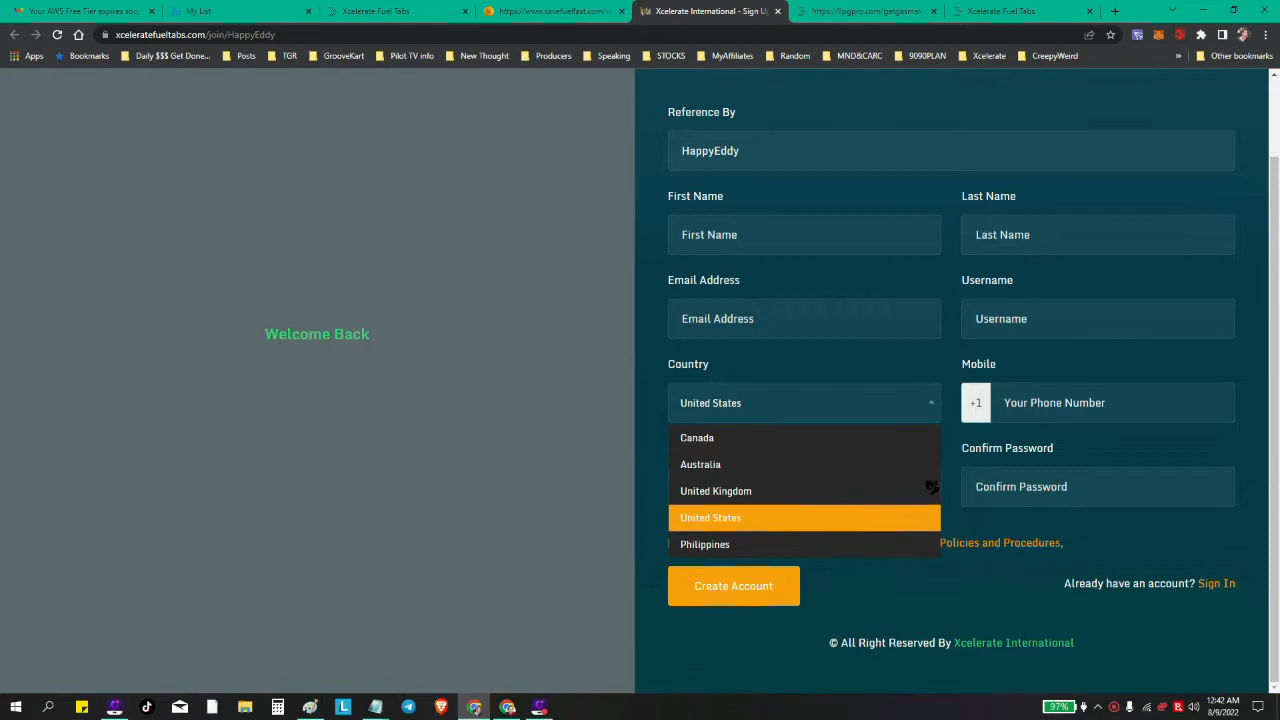 Your AWS Free Tier expires soon
My List
Xcelerate Fuel Tabs
https://www.savefuelfast.com/
Xcelerate International - Sign U
https://lipgpro.com/getgasmak
Xcelerate Fuel Tabs
xceleratefueltabs.com/join/HappyEddy
Apps
Bookmarks
Daily $$$ Get Done...
Posts
TGR
GrooveKart
Pilot TV info
New Thought
Producers
Speaking
STOCKS
MyAffiliates
Random
MND&CARC
9090PLAN
Xcelerate
CreepyWeird
»
Other bookmarks
Welcome Back
Reference By
HappyEddy
First Name
Last Name
First Name
Last Name
Email Address
Username
Email Address
Username
Country
Mobile
United States
+1
Your Phone Number
Canada
Australia
United Kingdom
United States
Philippines
Confirm Password
Confirm Password
Policies and Procedures,
Create Account
Already have an account? Sign In
© All Right Reserved By Xcelerate International
97%
12:42 AM
8/9/2022